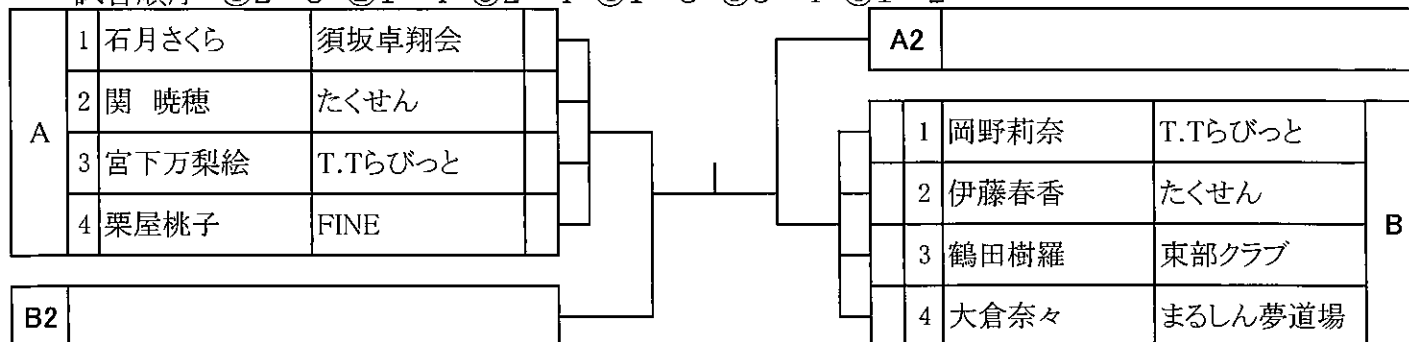 A
1 石月さくら 須坂卓翔会
2 関 暁穂 たくせん
3 宮下万梨絵 T.Tらびっと
4 栗屋桃子 FINE
B2
A2
B
1 岡野莉奈 T.Tらびっと
2 伊藤春香 たくせん
3 鶴田樹羅 東部クラブ
4 大倉奈々 まるしん夢道場